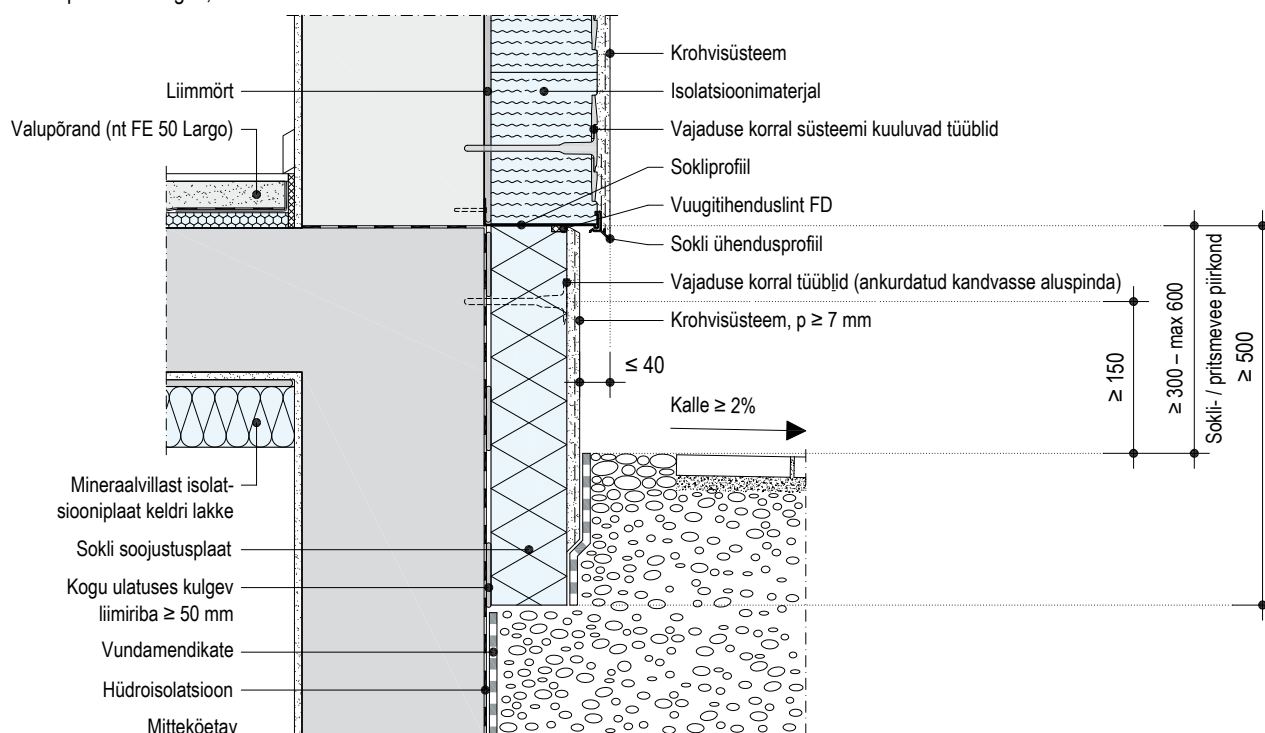 Liimmört
Valupõrand (nt FE 50 Largo)
Krohvisüsteem
Isolatsioonimaterjal
Vajaduse korral süsteemi kuuluvad tüüblid
Sokliprofiil
Vuugitihenduslint FD
Sokli ühendusprofiil
Vajaduse korral tüüblid (ankurdatud kandvasse aluspinda)
Krohvisüsteem, p ≥ 7 mm
≤ 40
Kalle ≥ 2%
≥ 150
≥ 300 – max 600
Sokli- / pritsmevee piirkond
≥ 500
Mineraalvillast isolat-
siooniplaat keldri lakke
Sokli soojustusplaat
Kogu ulatuses kulgev
liimiriba ≥ 50 mm
Vundamendikate
Hüdroisolatsioon
Mitteköetav